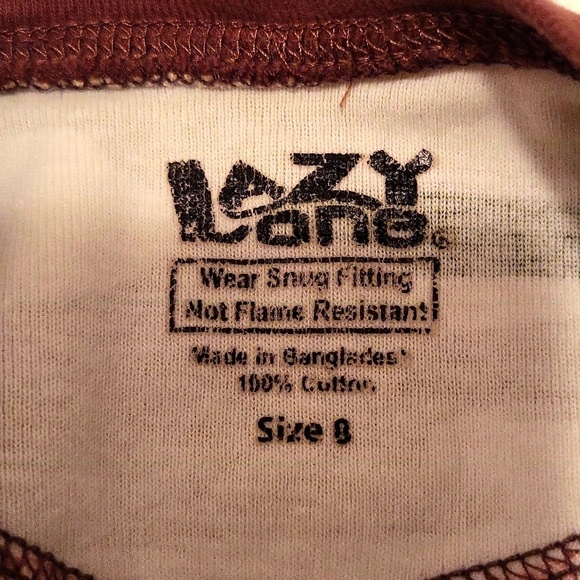 LAZY
Lane®
Wear Snug Fitting
Not Flame Resistant
Made in Bangladesh
100% Cotton
Size 8